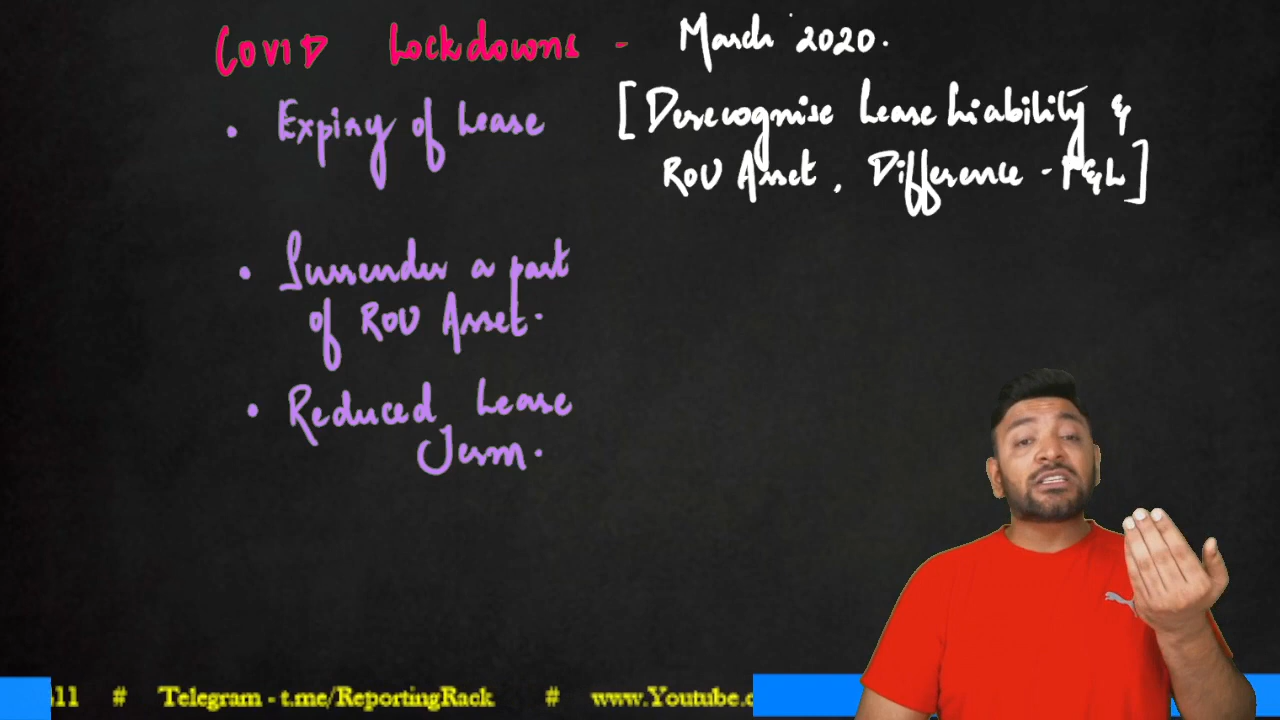 COVID Lockdowns - March 2020.
• Expiry of Lease [Derecognise Lease Liability &
ROU Asset, Difference - P&L]
• Surrender a part
of ROU Asset.
• Reduced Lease
Term.
11 # Telegram - t.me/ReportingRack # www.Youtube.c